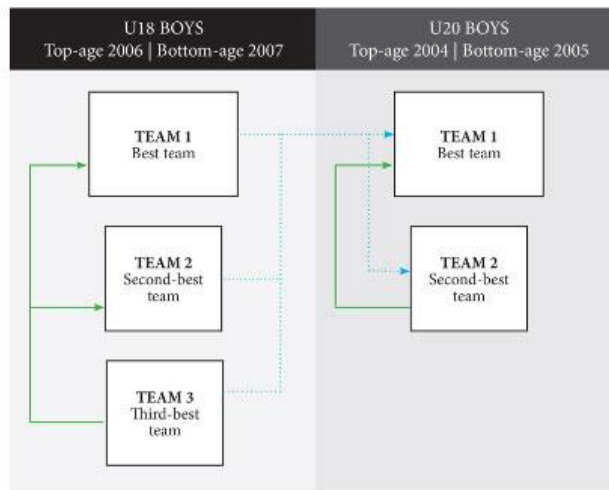 U18 BOYS
Top-age 2006 | Bottom-age 2007
TEAM 1
Best team
TEAM 2
Second-best
team
TEAM 3
Third-best
team
U20 BOYS
Top-age 2004 | Bottom-age 2005
TEAM 1
Best team
TEAM 2
Second-best
team